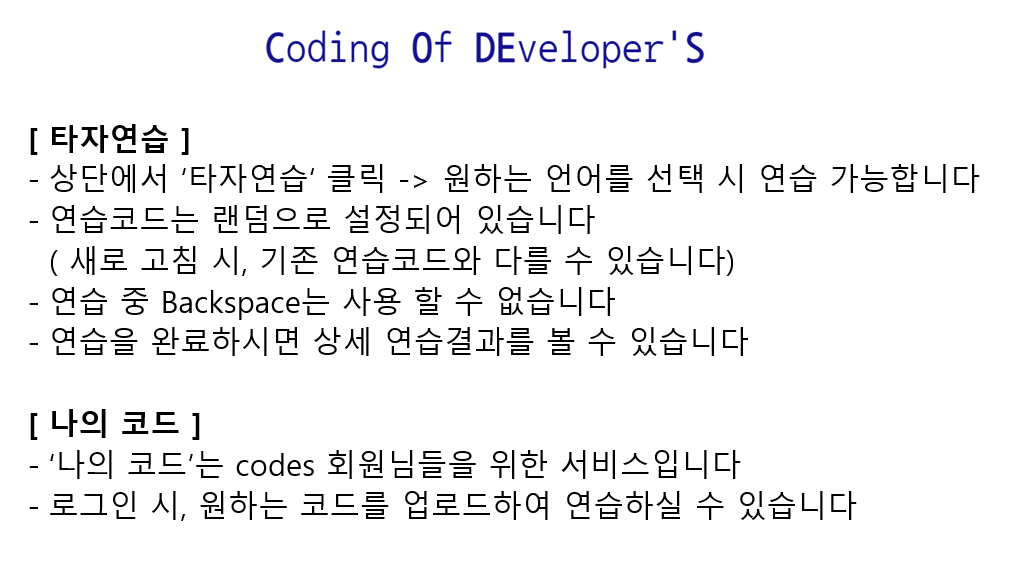 Coding Of DEveloper'S
[ 타자연습 ]
- 상단에서 ‘타자연습‘ 클릭 -> 원하는 언어를 선택 시 연습 가능합니다
- 연습코드는 랜덤으로 설정되어 있습니다
( 새로 고침 시, 기존 연습코드와 다를 수 있습니다)
- 연습 중 Backspace는 사용 할 수 없습니다
- 연습을 완료하시면 상세 연습결과를 볼 수 있습니다
[ 나의 코드 ]
- ‘나의 코드’는 codes 회원님들을 위한 서비스입니다
- 로그인 시, 원하는 코드를 업로드하여 연습하실 수 있습니다